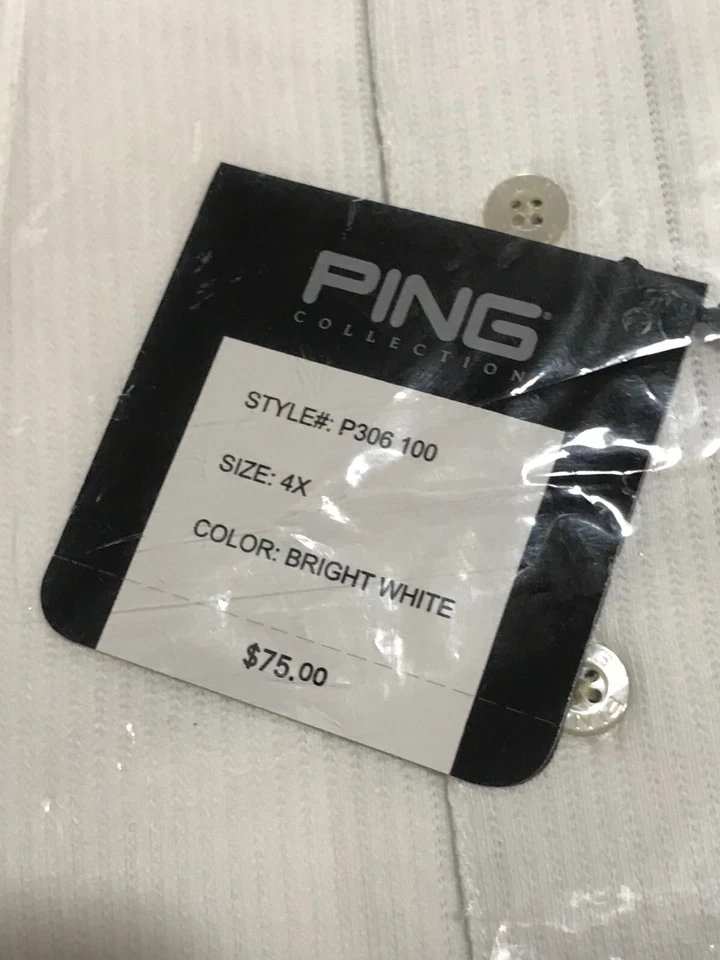 PING®
COLLECTION
STYLE#: P306 100
SIZE: 4X
COLOR: BRIGHT WHITE
$75.00